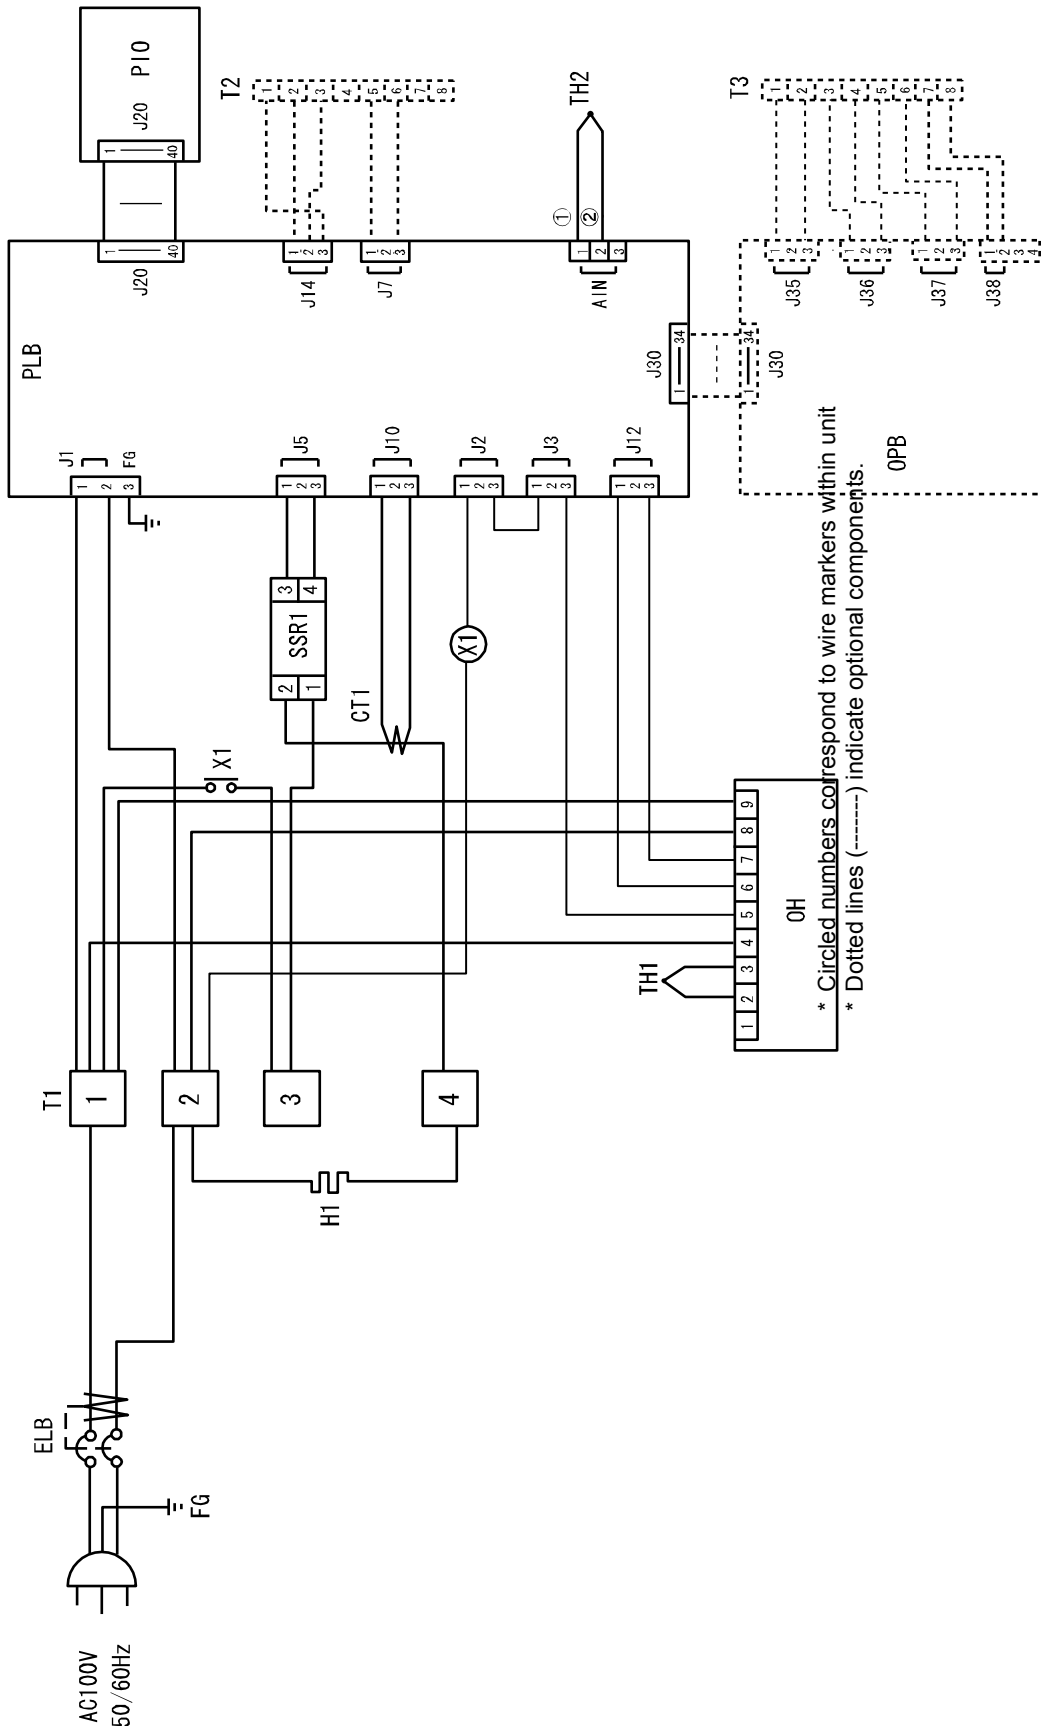 AC100V
50/60Hz
FG
ELB
T1
1
2
3
4
H1
X1
SSR1
2
1
3
4
CT1
X1
TH1
OH
1 2 3 4 5 6 7 8 9
PLB
J1
1
2
3 FG
J5
1 2 3
J10
1 2 3
J2
1 2 3
J3
1 2 3
J12
1 2 3
J20
1 40
J14
1 2 3
J7
1 2 3
AIN
1 2 3
① ②
TH2
J30
1 34
PIO
J20
1 40
T2
1 2 3 4 5 6 7 8
OPB
J30
1 34
J35
1 2 3
J36
1 2 3
J37
1 2 3
J38
1 2 3 4
T3
1 2 3 4 5 6 7 8
* Circled numbers correspond to wire markers within unit
* Dotted lines (--------) indicate optional components.